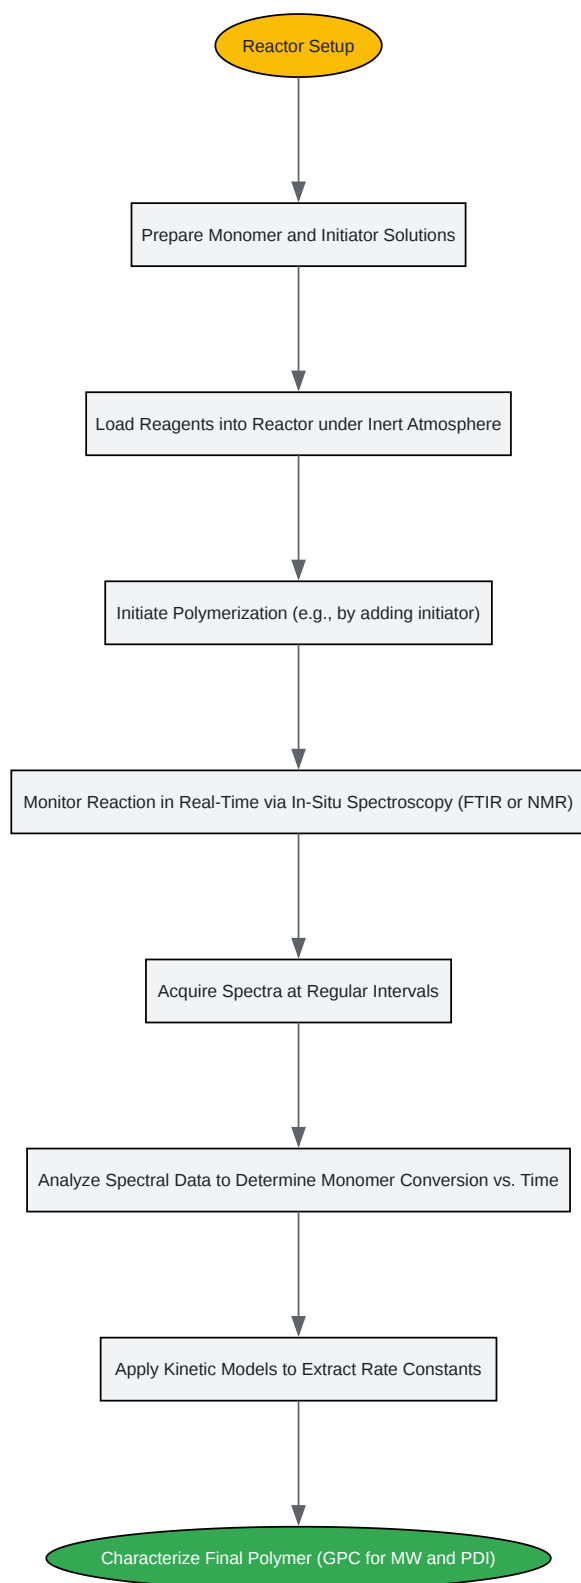 Reactor Setup
Prepare Monomer and Initiator Solutions
Load Reagents into Reactor under Inert Atmosphere
Initiate Polymerization (e.g., by adding initiator)
Monitor Reaction in Real-Time via In-Situ Spectroscopy (FTIR or NMR)
Acquire Spectra at Regular Intervals
Analyze Spectral Data to Determine Monomer Conversion vs. Time
Apply Kinetic Models to Extract Rate Constants
Characterize Final Polymer (GPC for MW and PDI)